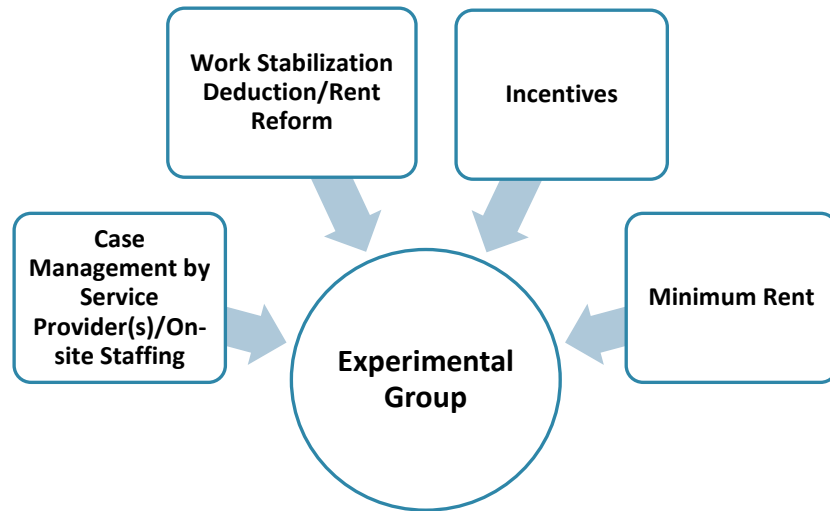 Work Stabilization
Deduction/Rent
Reform
Incentives
Case
Management by
Service
Provider(s)/On-
site Staffing
Minimum Rent
Experimental
Group